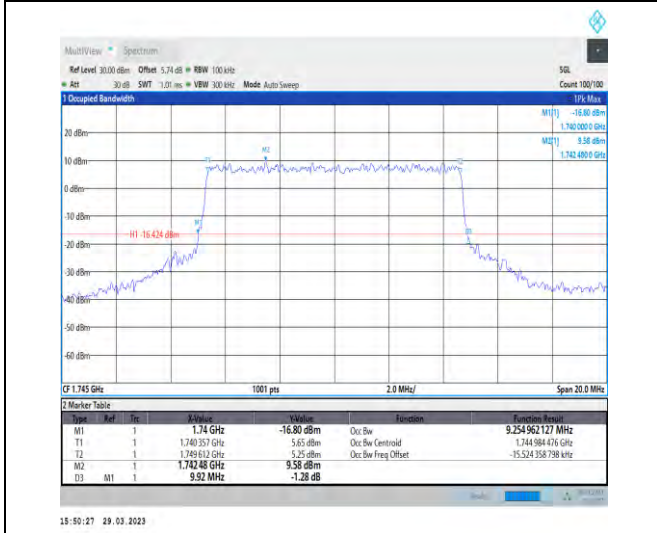 MultiView Spectrum
Ref Level 30.00 dBm Offset 5.74 dB RBW 100 kHz SGL
Att 30 dB SWT 1.01 ms VBW 300 kHz Mode Auto Sweep Count 100/100
1 Occupied Bandwidth 1Pk Max
M1[1] -16.80 dBm
1.740 000 0 GHz
M2[1] 9.58 dBm
1.742 480 0 GHz
20 dBm
M2
10 dBm
0 dBm
-10 dBm
H1 -16.424 dBm
-20 dBm
-30 dBm
-40 dBm
-50 dBm
-60 dBm
CF 1.745 GHz 1001 pts 2.0 MHz/ Span 20.0 MHz
2 Marker Table
Type Ref Trc X-Value Y-Value Function Function Result
M1 1 1.74 GHz -16.80 dBm Occ Bw 9.254 962 127 MHz
T1 1 1.740 357 GHz 5.65 dBm Occ Bw Centroid 1.744 984 476 GHz
T2 1 1.749 612 GHz 5.25 dBm Occ Bw Freq Offset -15.524 358 798 kHz
M2 1 1.742 48 GHz 9.58 dBm
D3 M1 1 9.92 MHz -1.28 dB
15:50:27 29.03.2023